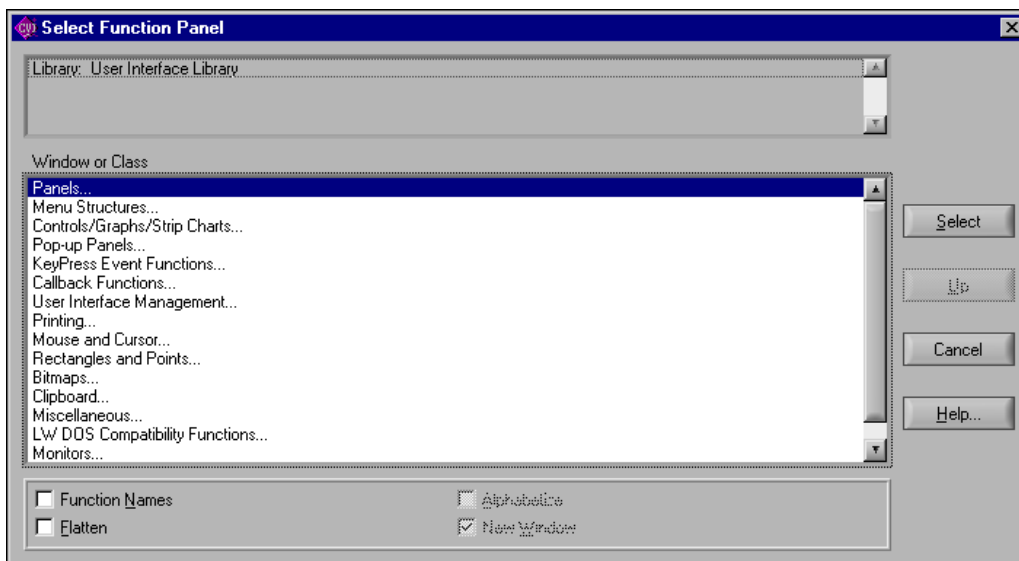 CVI Select Function Panel
Library: User Interface Library
Window or Class
Panels...
Menu Structures...
Controls/Graphs/Strip Charts...
Pop-up Panels...
KeyPress Event Functions...
Callback Functions...
User Interface Management...
Printing...
Mouse and Cursor...
Rectangles and Points...
Bitmaps...
Clipboard...
Miscellaneous...
LW DOS Compatibility Functions...
Monitors...
Select
Up
Cancel
Help...
Function Names
Alphabetize
Flatten
New Window